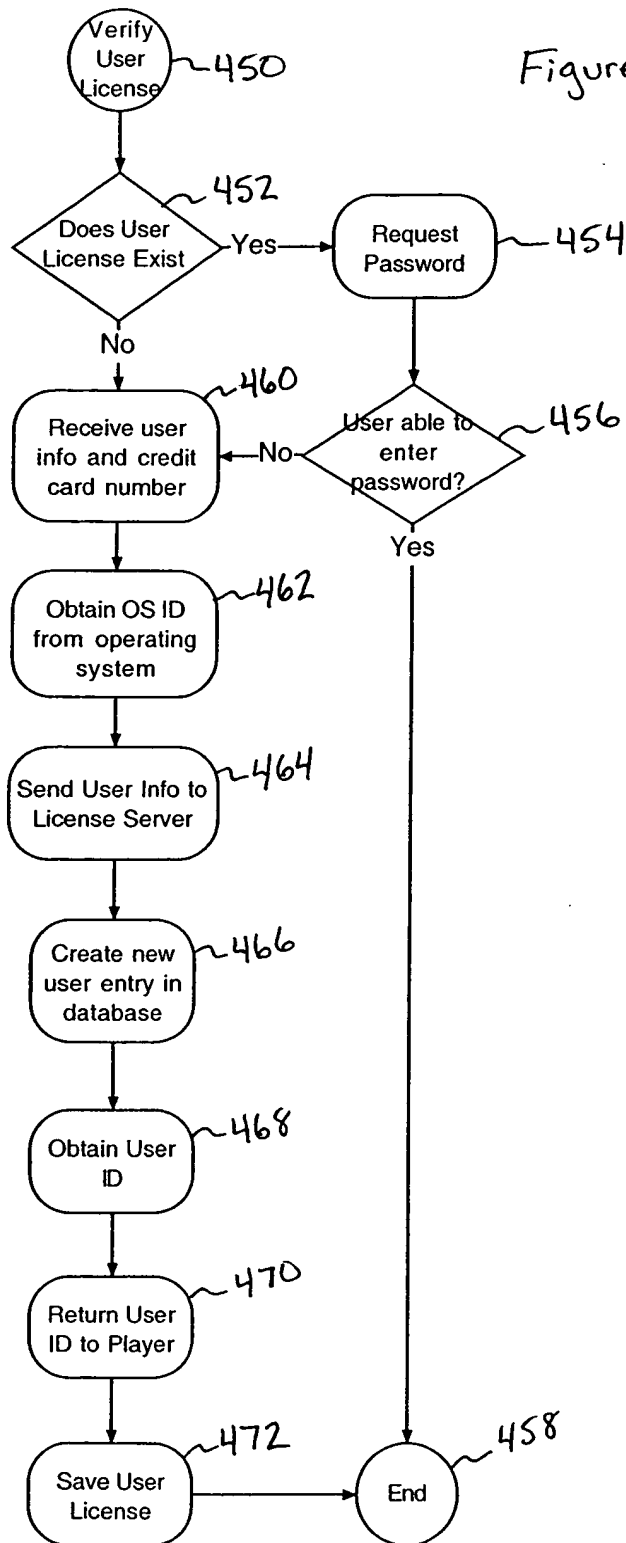 Verify
User
License
450
Figure
452
Does User
License Exist
Yes
Request
Password
454
No
460
Receive user
info and credit
card number
No
User able to
enter
password?
456
Yes
462
Obtain OS ID
from operating
system
464
Send User Info to
License Server
466
Create new
user entry in
database
468
Obtain User
ID
470
Return User
ID to Player
472
Save User
License
End
458